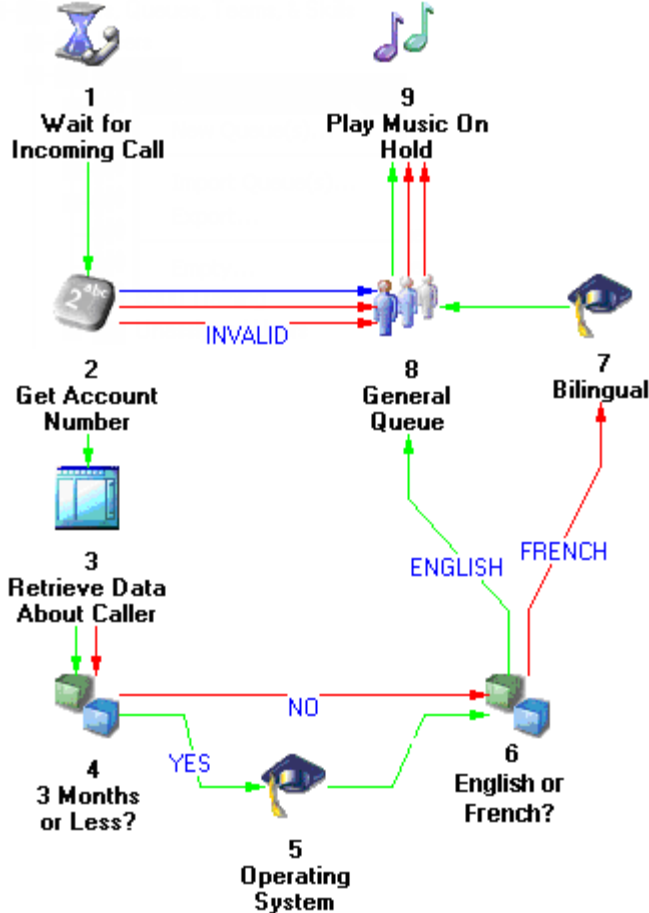 1
Wait for
Incoming Call
9
Play Music On
Hold
2 abc
INVALID
2
Get Account
Number
8
General
Queue
7
Bilingual
ENGLISH
FRENCH
3
Retrieve Data
About Caller
NO
YES
4
3 Months
or Less?
5
Operating
System
6
English or
French?